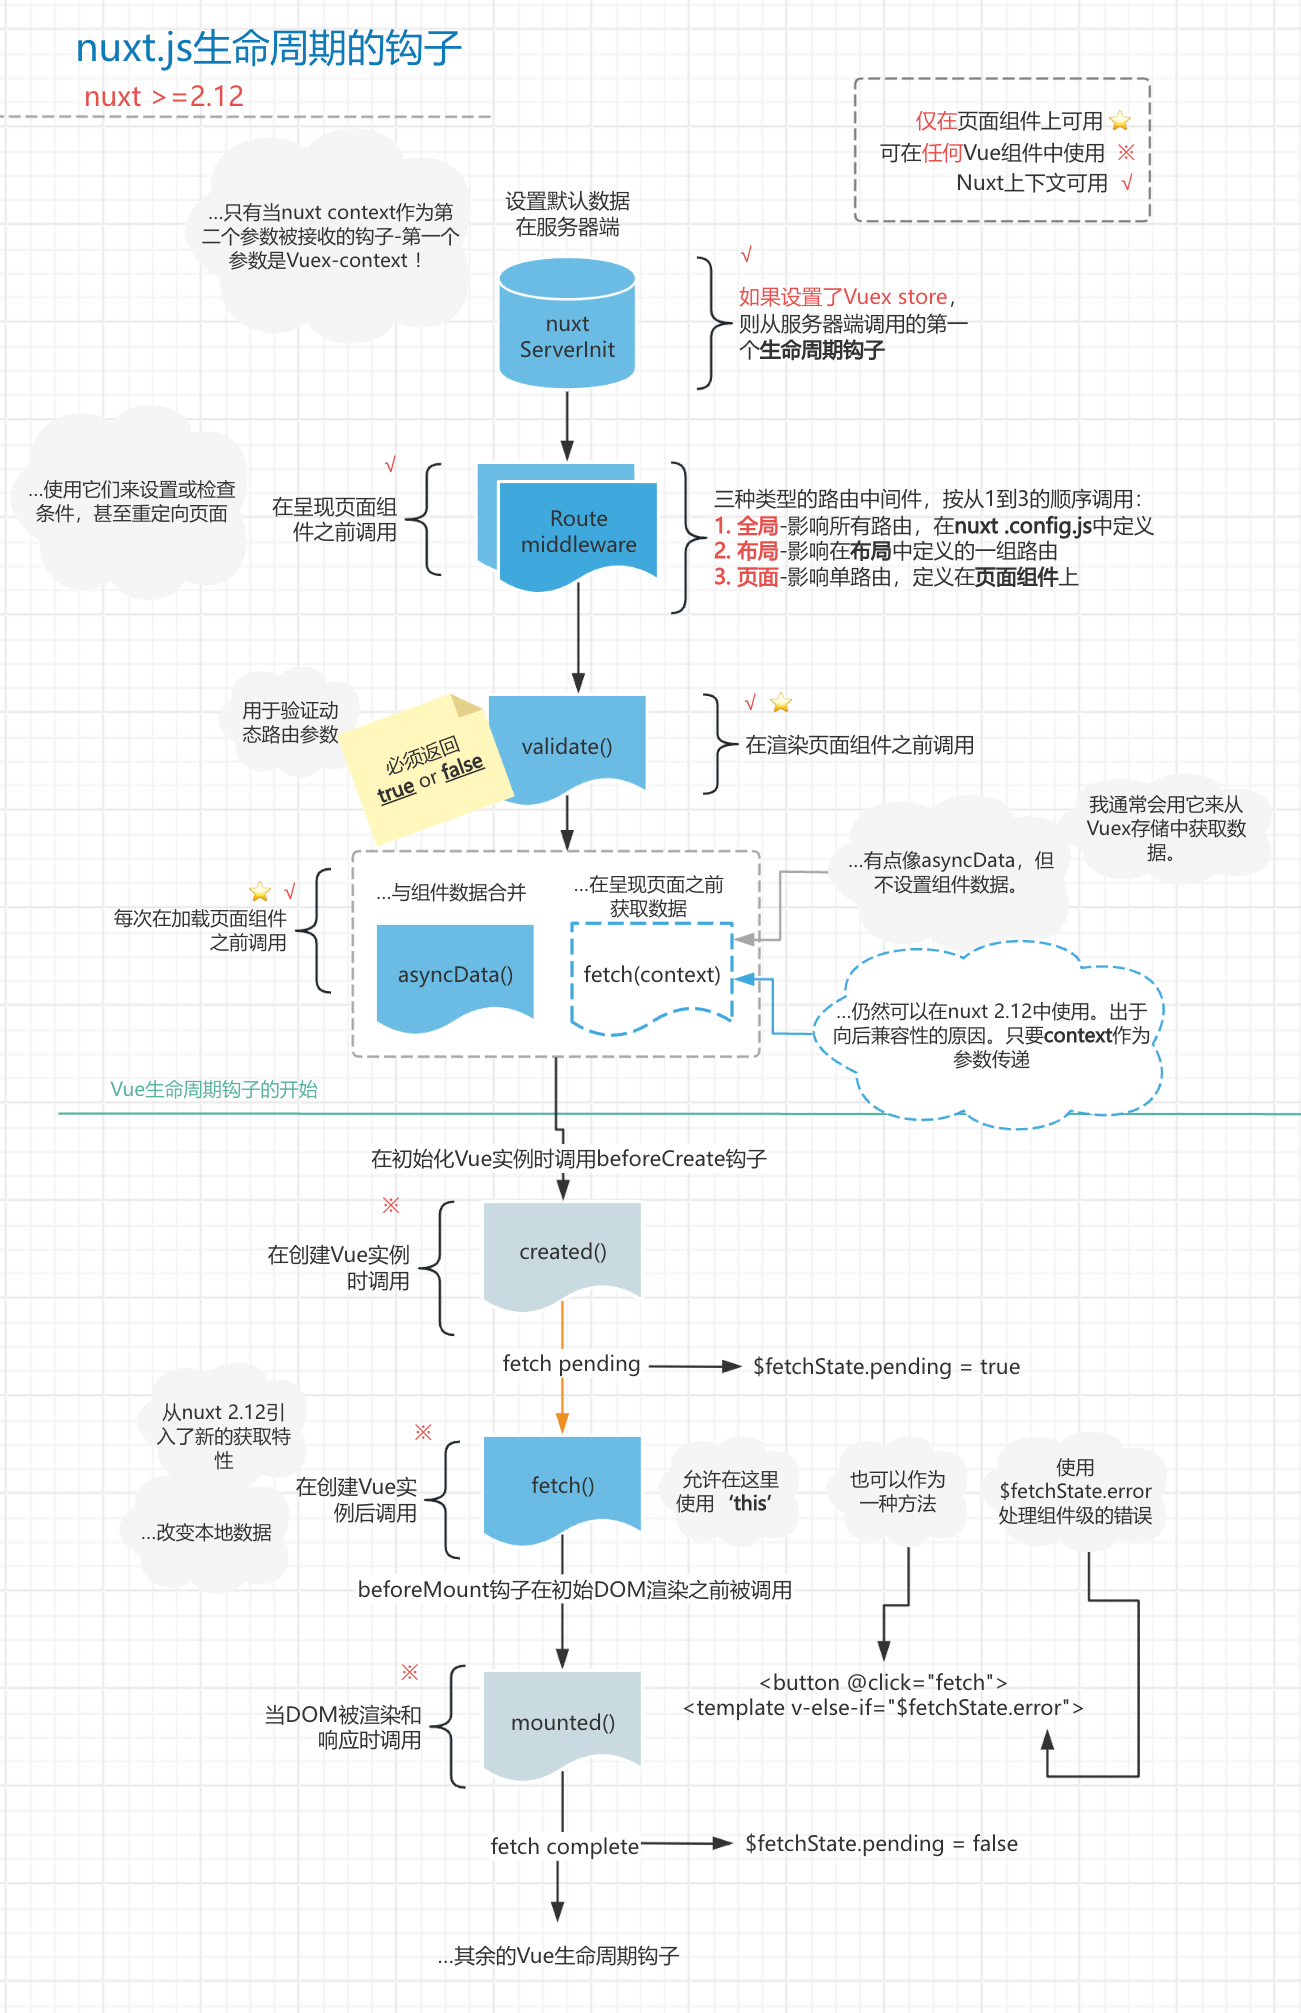 nuxt.js生命周期的钩子
nuxt >=2.12
仅在页面组件上可用⭐
可在任何Vue组件中使用 ※
Nuxt上下文可用 √
...只有当nuxt context作为第
二个参数被接收的钩子-第一个
参数是Vuex-context！
设置默认数据
在服务器端
nuxt
ServerInit
√
如果设置了Vuex store，
则从服务器端调用的第一
个生命周期钩子
...使用它们来设置或检查
条件，甚至重定向页面
√
在呈现页面组
件之前调用
Route
middleware
三种类型的路由中间件，按从1到3的顺序调用：
1. 全局-影响所有路由，在nuxt .config.js中定义
2. 布局-影响在布局中定义的一组路由
3. 页面-影响单路由，定义在页面组件上
用于验证动
态路由参数
必须返回
true or false
validate()
√ ⭐
在渲染页面组件之前调用
我通常会用它来从
Vuex存储中获取数
据。
...有点像asyncData，但
不设置组件数据。
⭐ √
每次在加载页面组件
之前调用
...与组件数据合并
asyncData()
...在呈现页面之前
获取数据
fetch(context)
...仍然可以在nuxt 2.12中使用。出于
向后兼容性的原因。只要context作为
参数传递
Vue生命周期钩子的开始
在初始化Vue实例时调用beforeCreate钩子
※
在创建Vue实例
时调用
created()
fetch pending
$fetchState.pending = true
从nuxt 2.12引
入了新的获取特
性
...改变本地数据
※
在创建Vue实
例后调用
fetch()
允许在这里
使用 ‘this’
也可以作为
一种方法
使用
$fetchState.error
处理组件级的错误
beforeMount钩子在初始DOM渲染之前被调用
※
当DOM被渲染和
响应时调用
mounted()
<button @click="fetch">
<template v-else-if="$fetchState.error">
fetch complete
$fetchState.pending = false
...其余的Vue生命周期钩子